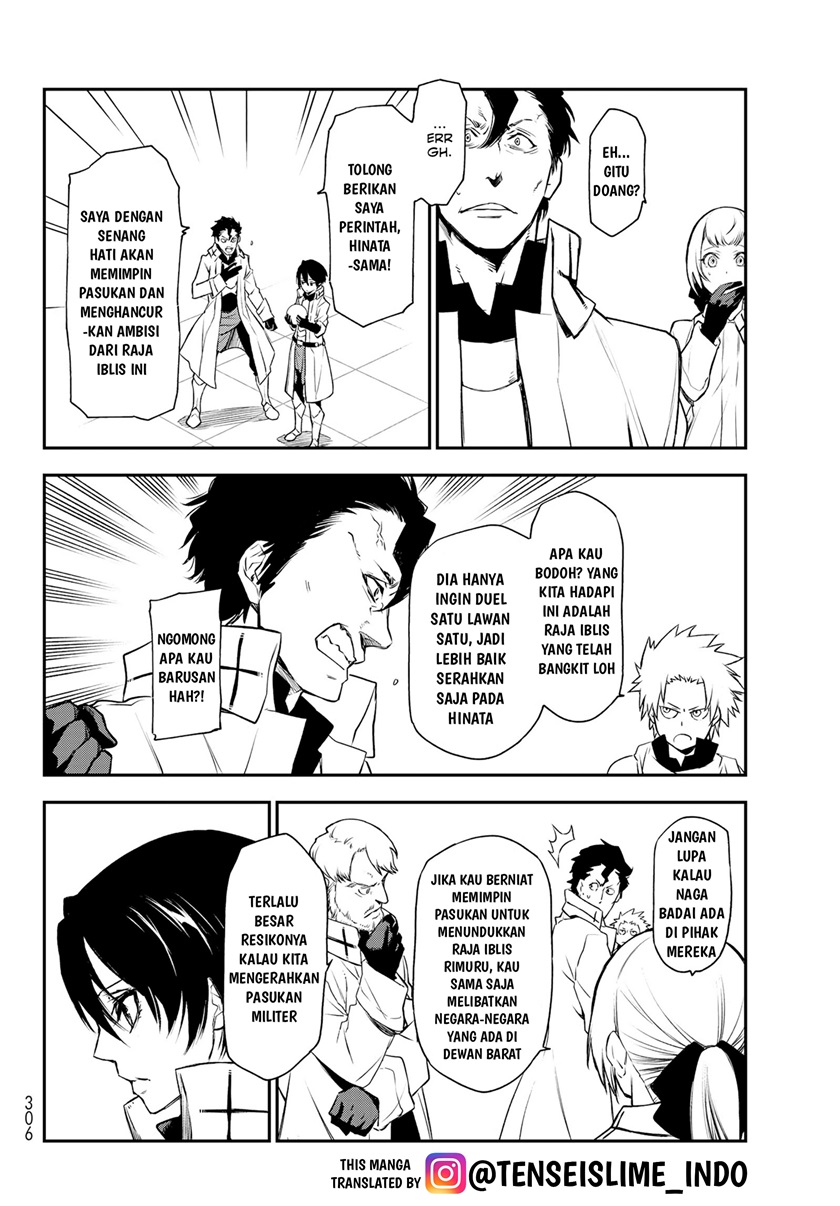 EH...
GITU
DOANG?
...
ERR
GH.
TOLONG
BERIKAN
SAYA
PERINTAH,
HINATA
-SAMA!
SAYA DENGAN
SENANG
HATI AKAN
MEMIMPIN
PASUKAN DAN
MENGHANCUR
-KAN AMBISI
DARI RAJA
IBLIS INI
APA KAU
BODOH? YANG
KITA HADAPI
INI ADALAH
RAJA IBLIS
YANG TELAH
BANGKIT LOH
DIA HANYA
INGIN DUEL
SATU LAWAN
SATU, JADI
LEBIH BAIK
SERAHKAN
SAJA PADA
HINATA
NGOMONG
APA KAU
BARUSAN
HAH?!
JANGAN
LUPA
KALAU
NAGA
BADAI ADA
DI PIHAK
MEREKA
JIKA KAU BERNIAT
MEMIMPIN
PASUKAN UNTUK
MENUNDUKKAN
RAJA IBLIS
RIMURU, KAU
SAMA SAJA
MELIBATKAN
NEGARA-NEGARA
YANG ADA DI
DEWAN BARAT
TERLALU
BESAR
RESIKONYA
KALAU KITA
MENGERAHKAN
PASUKAN
MILITER
306
THIS MANGA
TRANSLATED BY
@TENSEISLIME_INDO